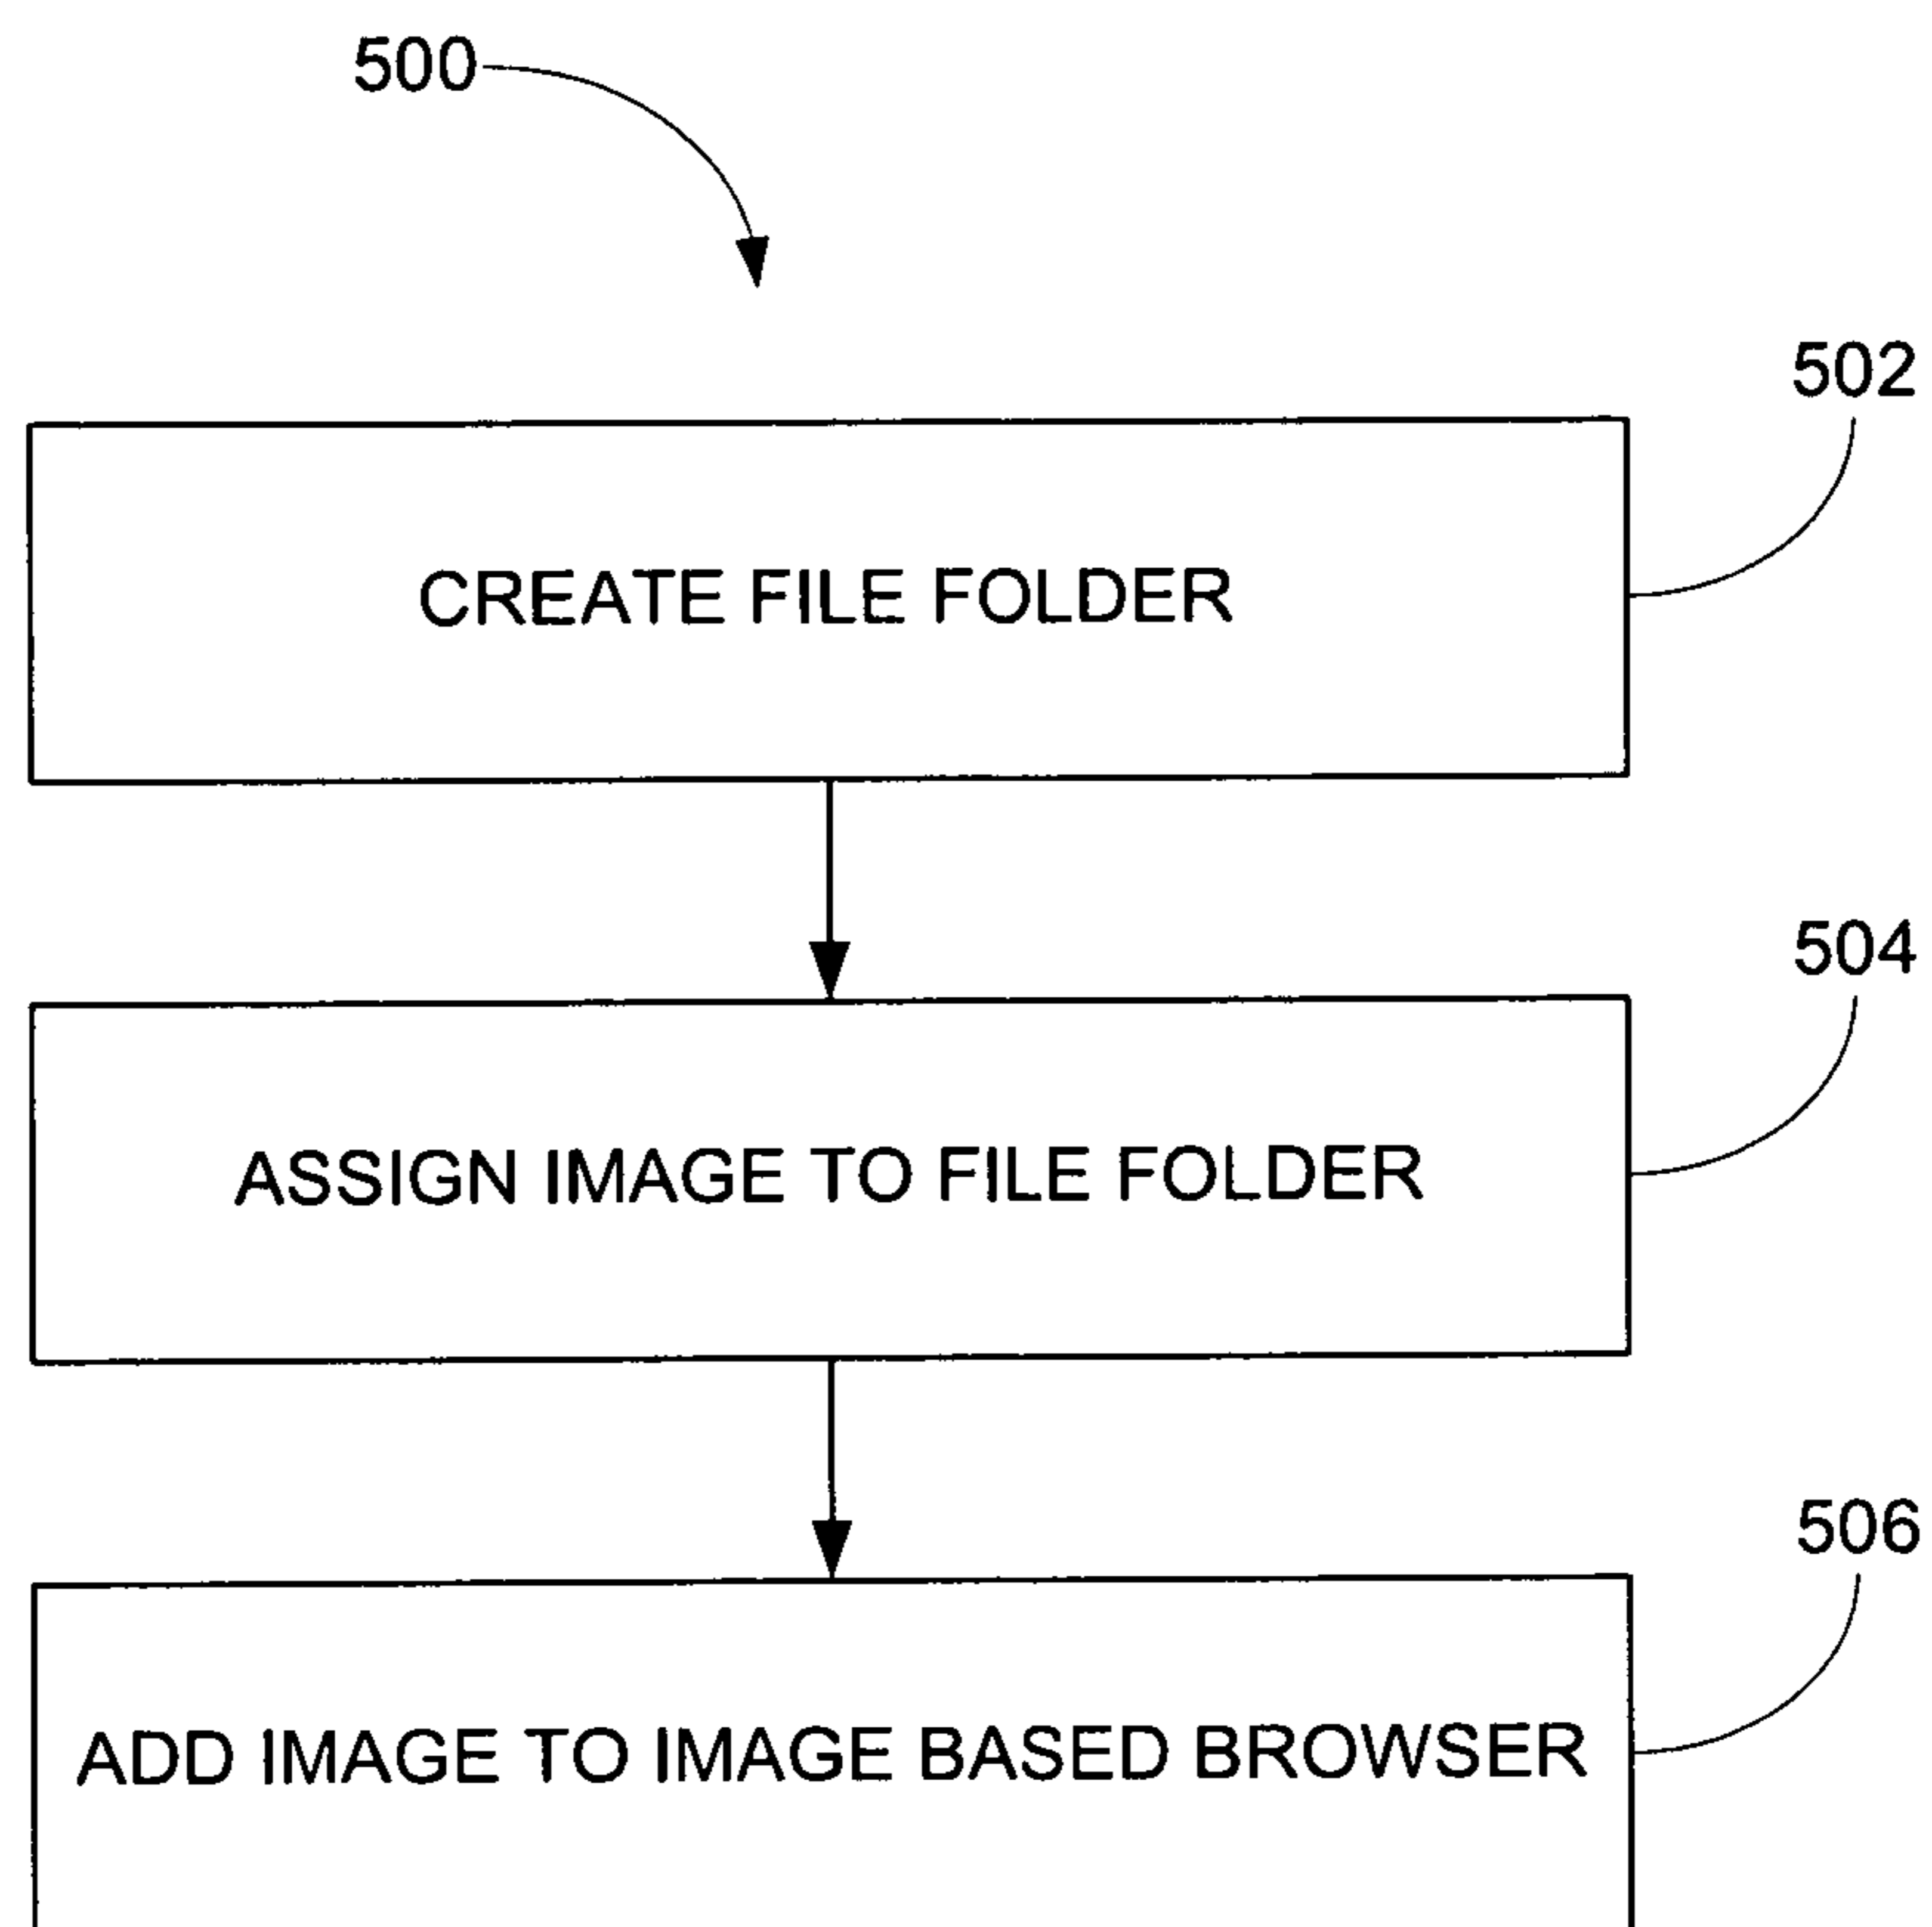 500
502
CREATE FILE FOLDER
504
ASSIGN IMAGE TO FILE FOLDER
506
ADD IMAGE TO IMAGE BASED BROWSER